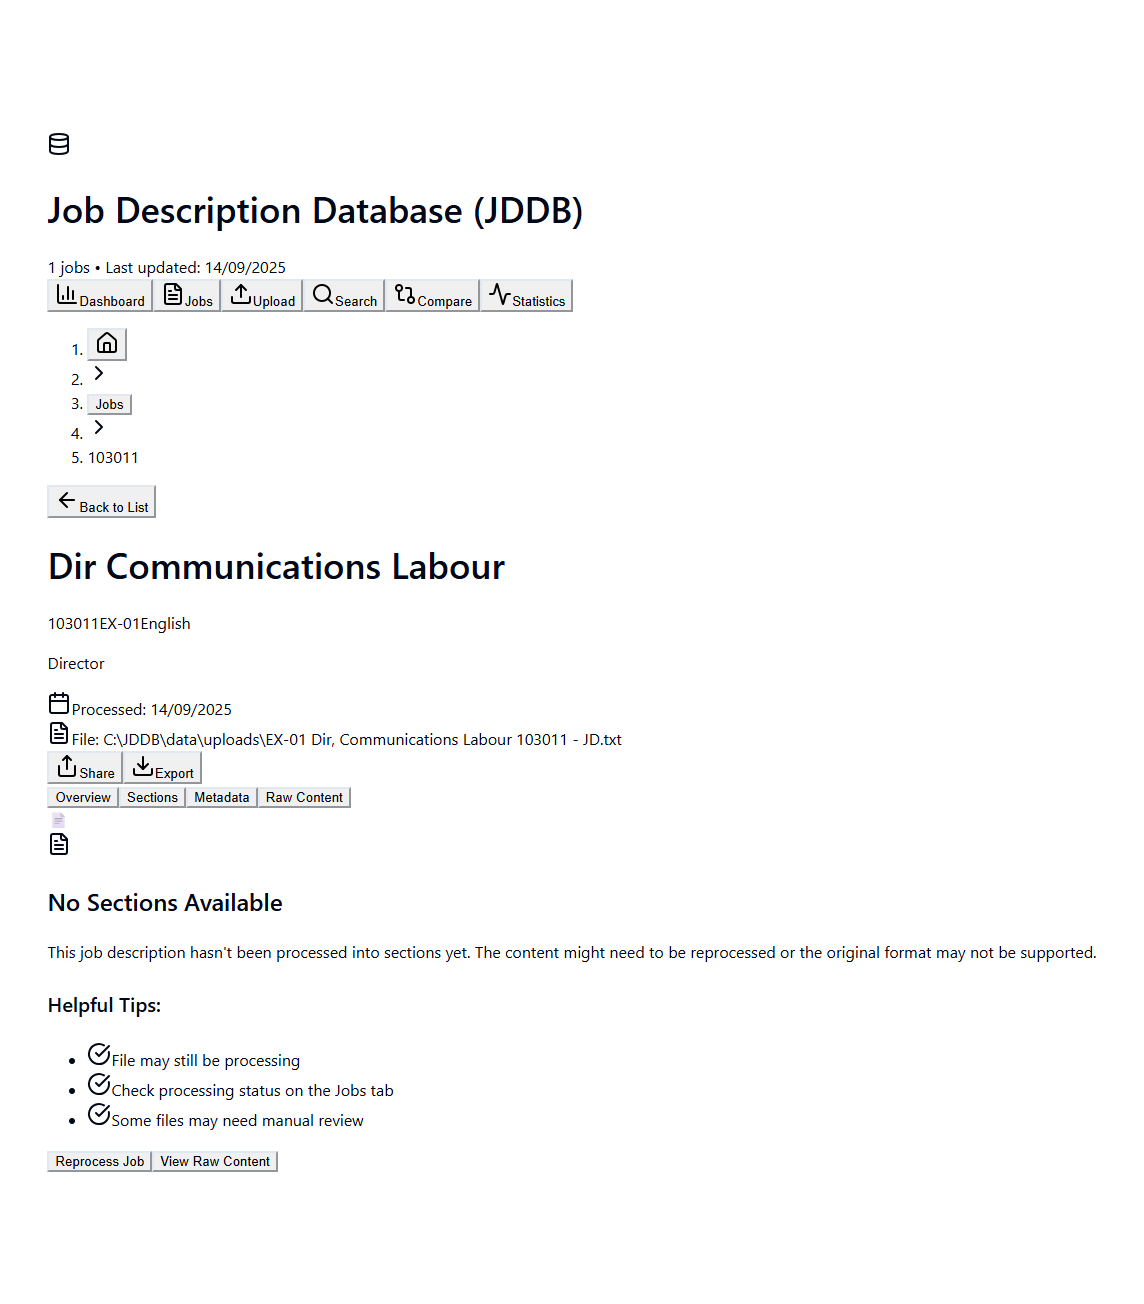 Job Description Database (JDDB)
1 jobs • Last updated: 14/09/2025
Dashboard Jobs Upload Search Compare Statistics
1.
2.
3. Jobs
4.
5. 103011
Back to List
Dir Communications Labour
103011EX-01English
Director
Processed: 14/09/2025
File: C:\JDDB\data\uploads\EX-01 Dir, Communications Labour 103011 - JD.txt
Share Export
Overview Sections Metadata Raw Content
No Sections Available
This job description hasn't been processed into sections yet. The content might need to be reprocessed or the original format may not be supported.
Helpful Tips:
File may still be processing
Check processing status on the Jobs tab
Some files may need manual review
Reprocess Job View Raw Content